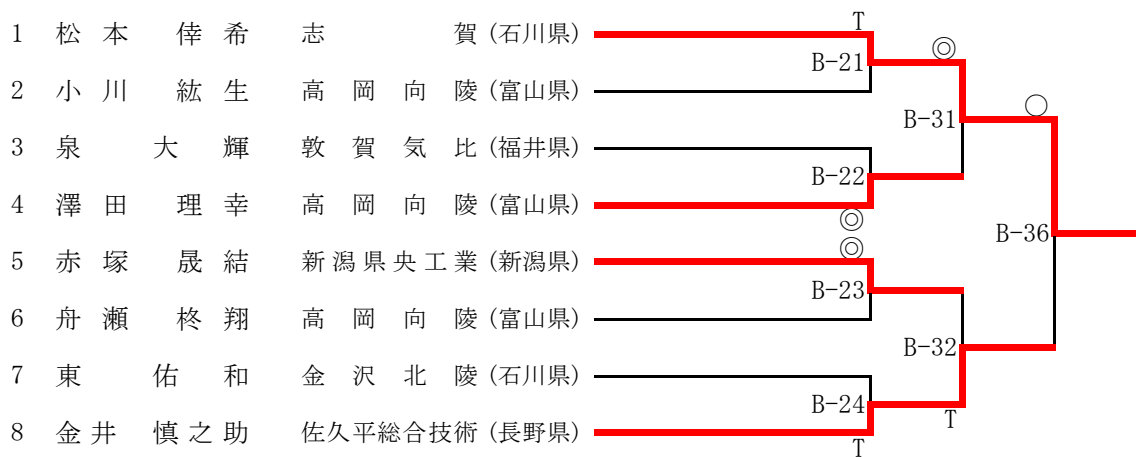 1 松本 倖希 志賀 (石川県) T
B-21 ◎
2 小川 紘生 高岡向陵 (富山県)
B-31 ○
3 泉 大輝 敦賀気比 (福井県)
B-22
4 澤田 理幸 高岡向陵 (富山県) ◎
B-36
5 赤塚 晟結 新潟県央工業 (新潟県) ◎
B-23
6 舟瀬 柊翔 高岡向陵 (富山県)
B-32
7 東 佑和 金沢北陵 (石川県)
B-24 T
8 金井 慎之助 佐久平総合技術 (長野県) T